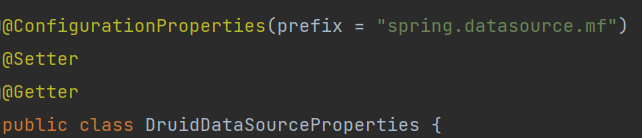 @ConfigurationProperties(prefix = "spring.datasource.mf")
@Setter
@Getter
public class DruidDataSourceProperties {